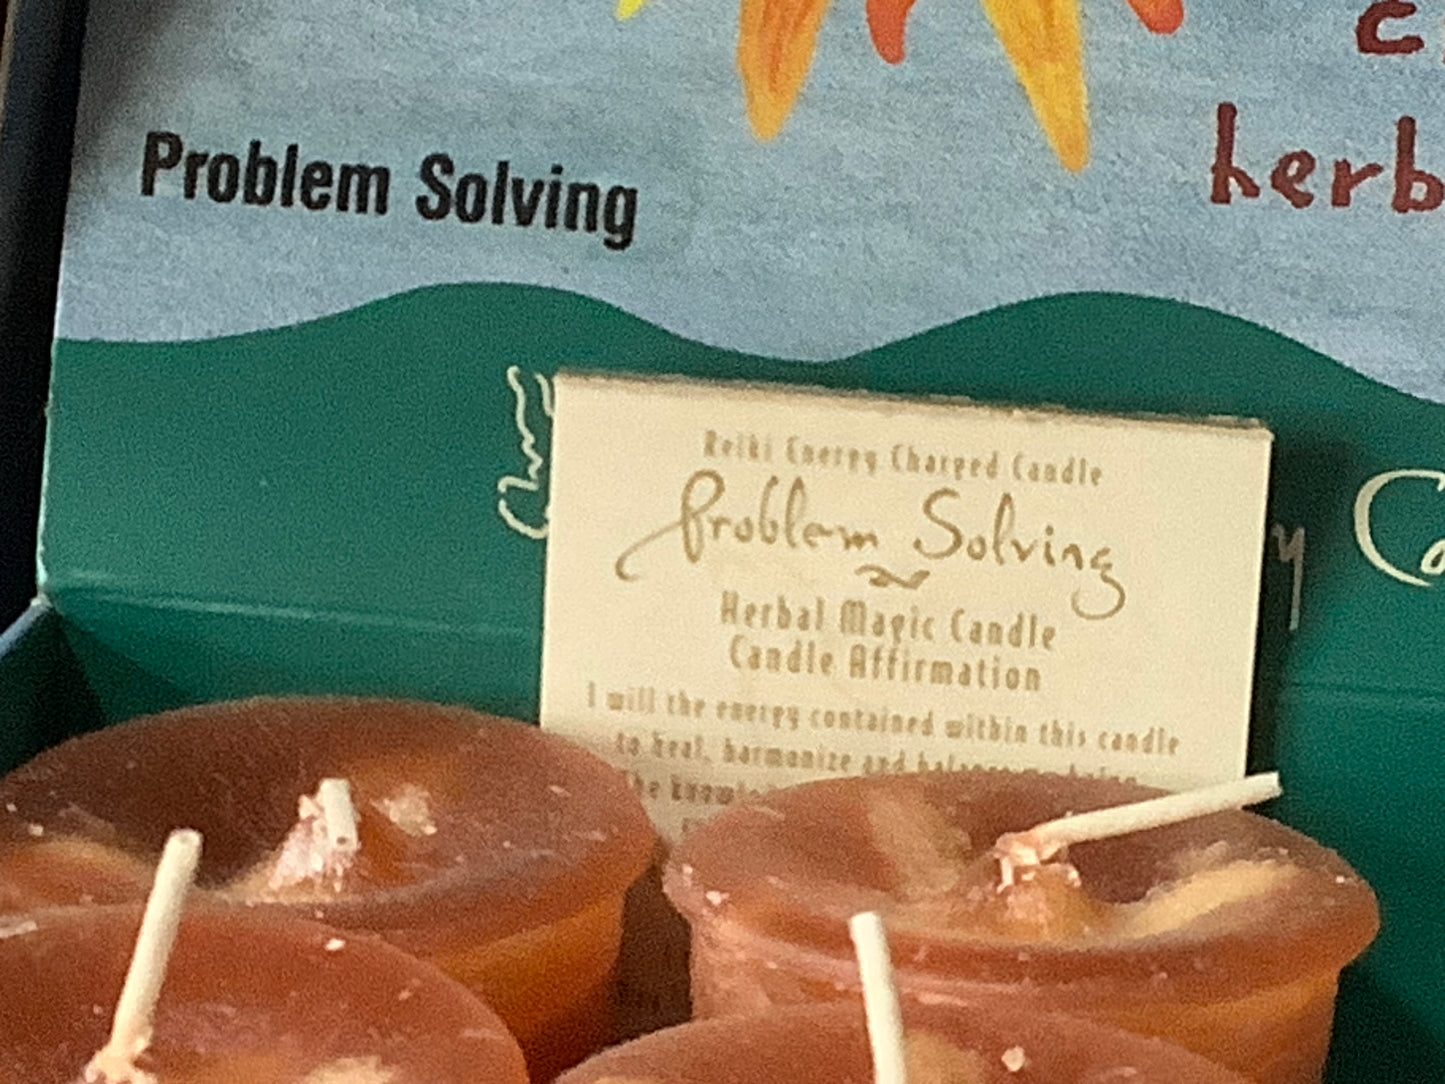 herb
Problem Solving
Reiki Energy Charged Candle
Problem Solving
Herbal Magic Candle
Candle Affirmation
I will the energy contained within this candle
to heal, harmonize and